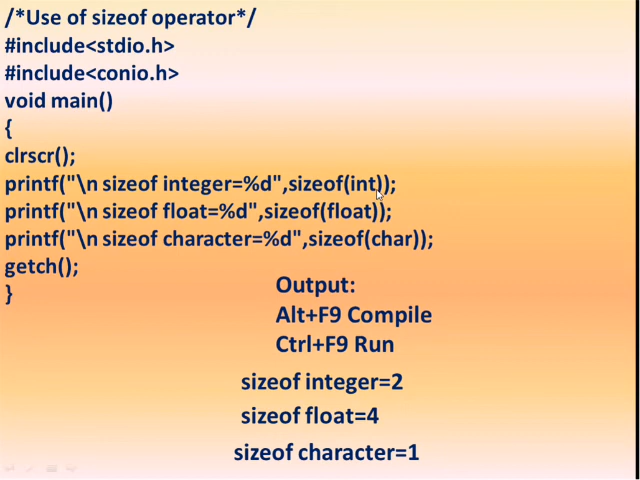 /*Use of sizeof operator*/
#include<stdio.h>
#include<conio.h>
void main()
{
clrscr();
printf("\n sizeof integer=%d",sizeof(int));
printf("\n sizeof float=%d",sizeof(float));
printf("\n sizeof character=%d",sizeof(char));
getch();
}
Output:
Alt+F9 Compile
Ctrl+F9 Run
sizeof integer=2
sizeof float=4
sizeof character=1